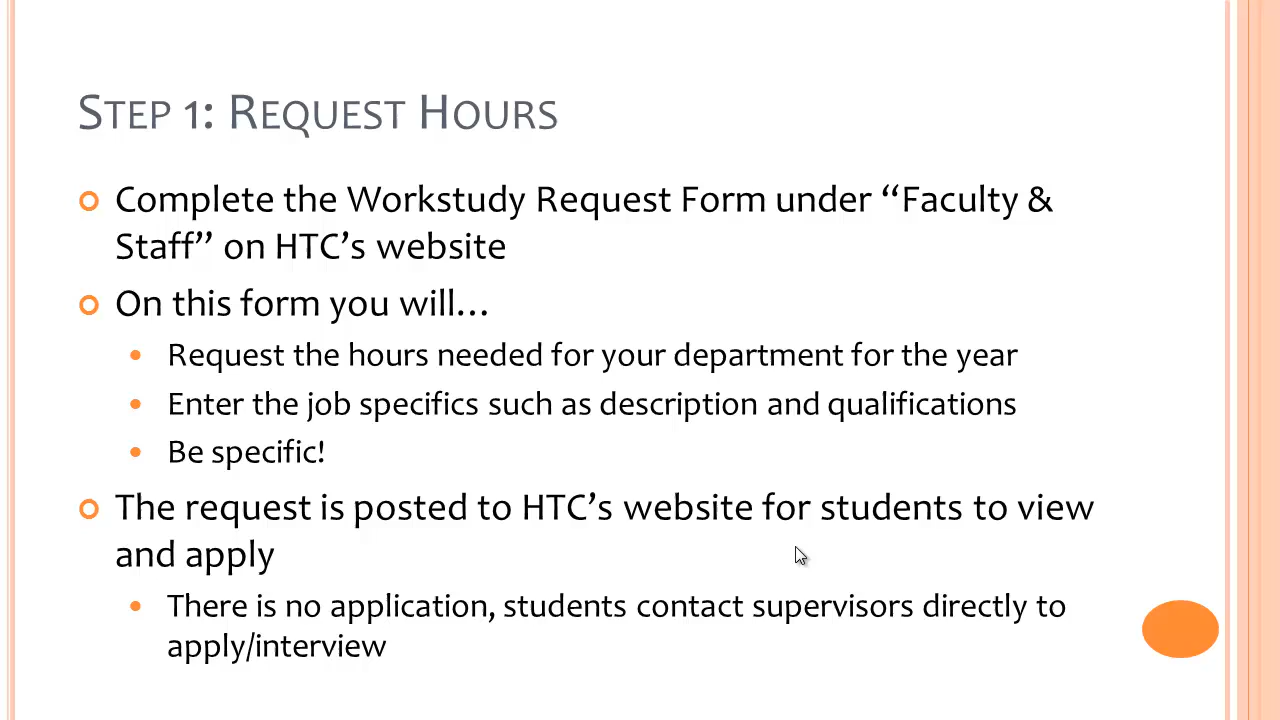 Step 1: Request Hours
Complete the Workstudy Request Form under “Faculty &
Staff” on HTC’s website
On this form you will…
Request the hours needed for your department for the year
Enter the job specifics such as description and qualifications
Be specific!
The request is posted to HTC’s website for students to view
and apply
There is no application, students contact supervisors directly to
apply/interview